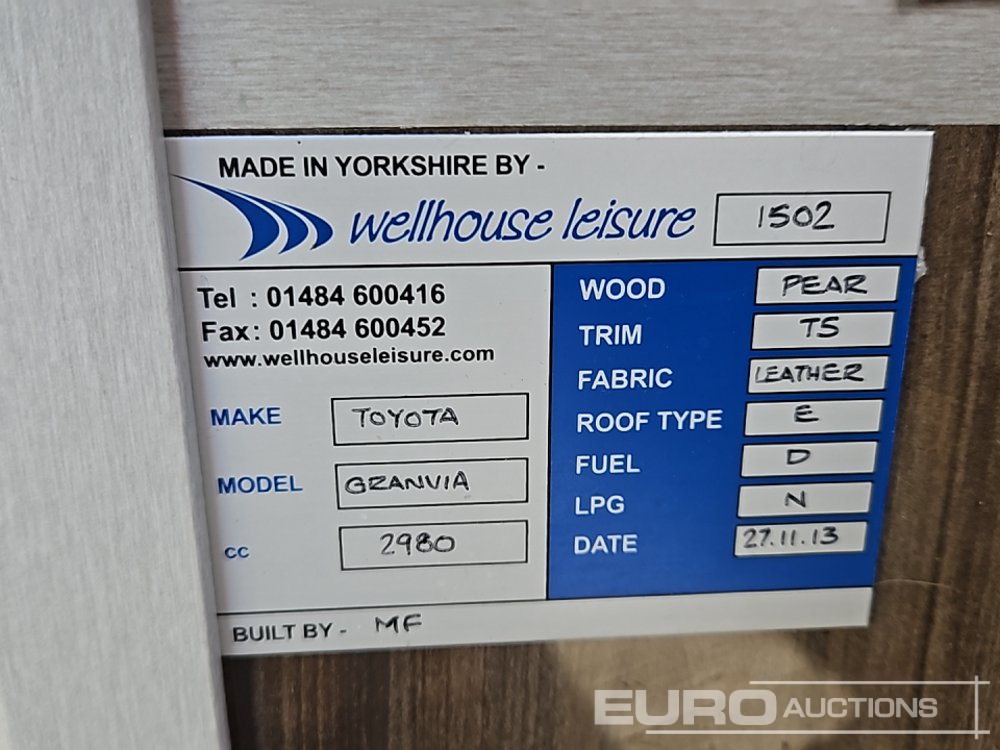 MADE IN YORKSHIRE BY -
wellhouse leisure 1502
Tel : 01484 600416
Fax: 01484 600452
www.wellhouseleisure.com
MAKE TOYOTA
MODEL GRANVIA
cc 2980
WOOD PEAR
TRIM TS
FABRIC LEATHER
ROOF TYPE E
FUEL D
LPG N
DATE 27.11.13
BUILT BY - MF
EURO AUCTIONS